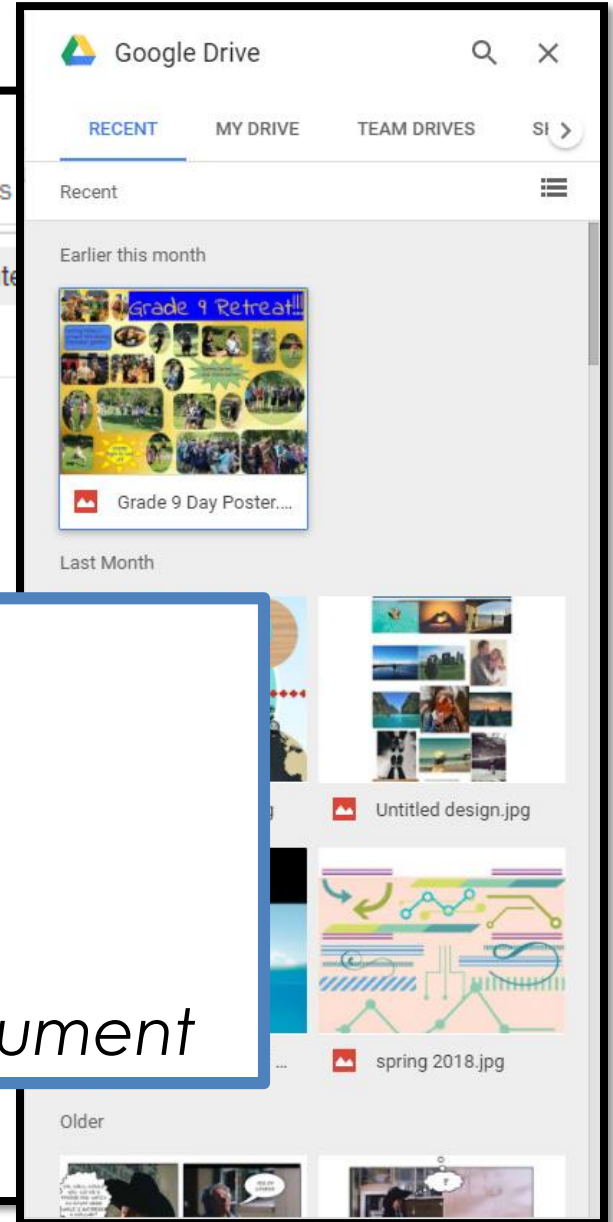 Google Drive
RECENT MY DRIVE TEAM DRIVES
Recent
Earlier this month
Grade 9 Retreat!!!
Grade 9 Day Poster....
Last Month
Untitled design.jpg
ument
... spring 2018.jpg
Older